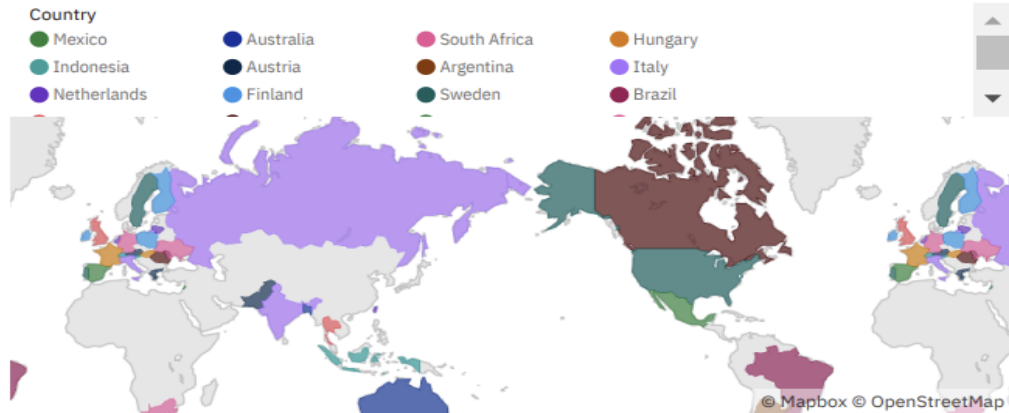 Country
Mexico Australia South Africa Hungary
Indonesia Austria Argentina Italy
Netherlands Finland Sweden Brazil
© Mapbox © OpenStreetMap